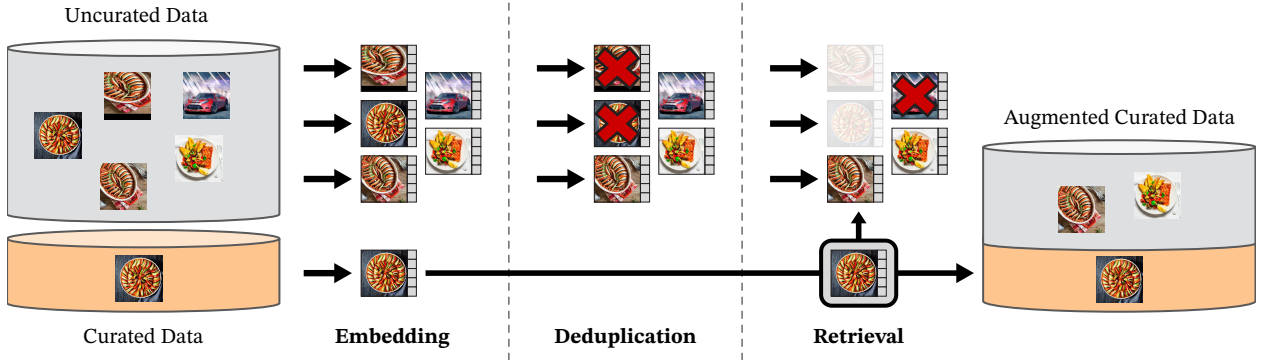 Uncurated Data
Augmented Curated Data
Curated Data
Embedding
Deduplication
Retrieval